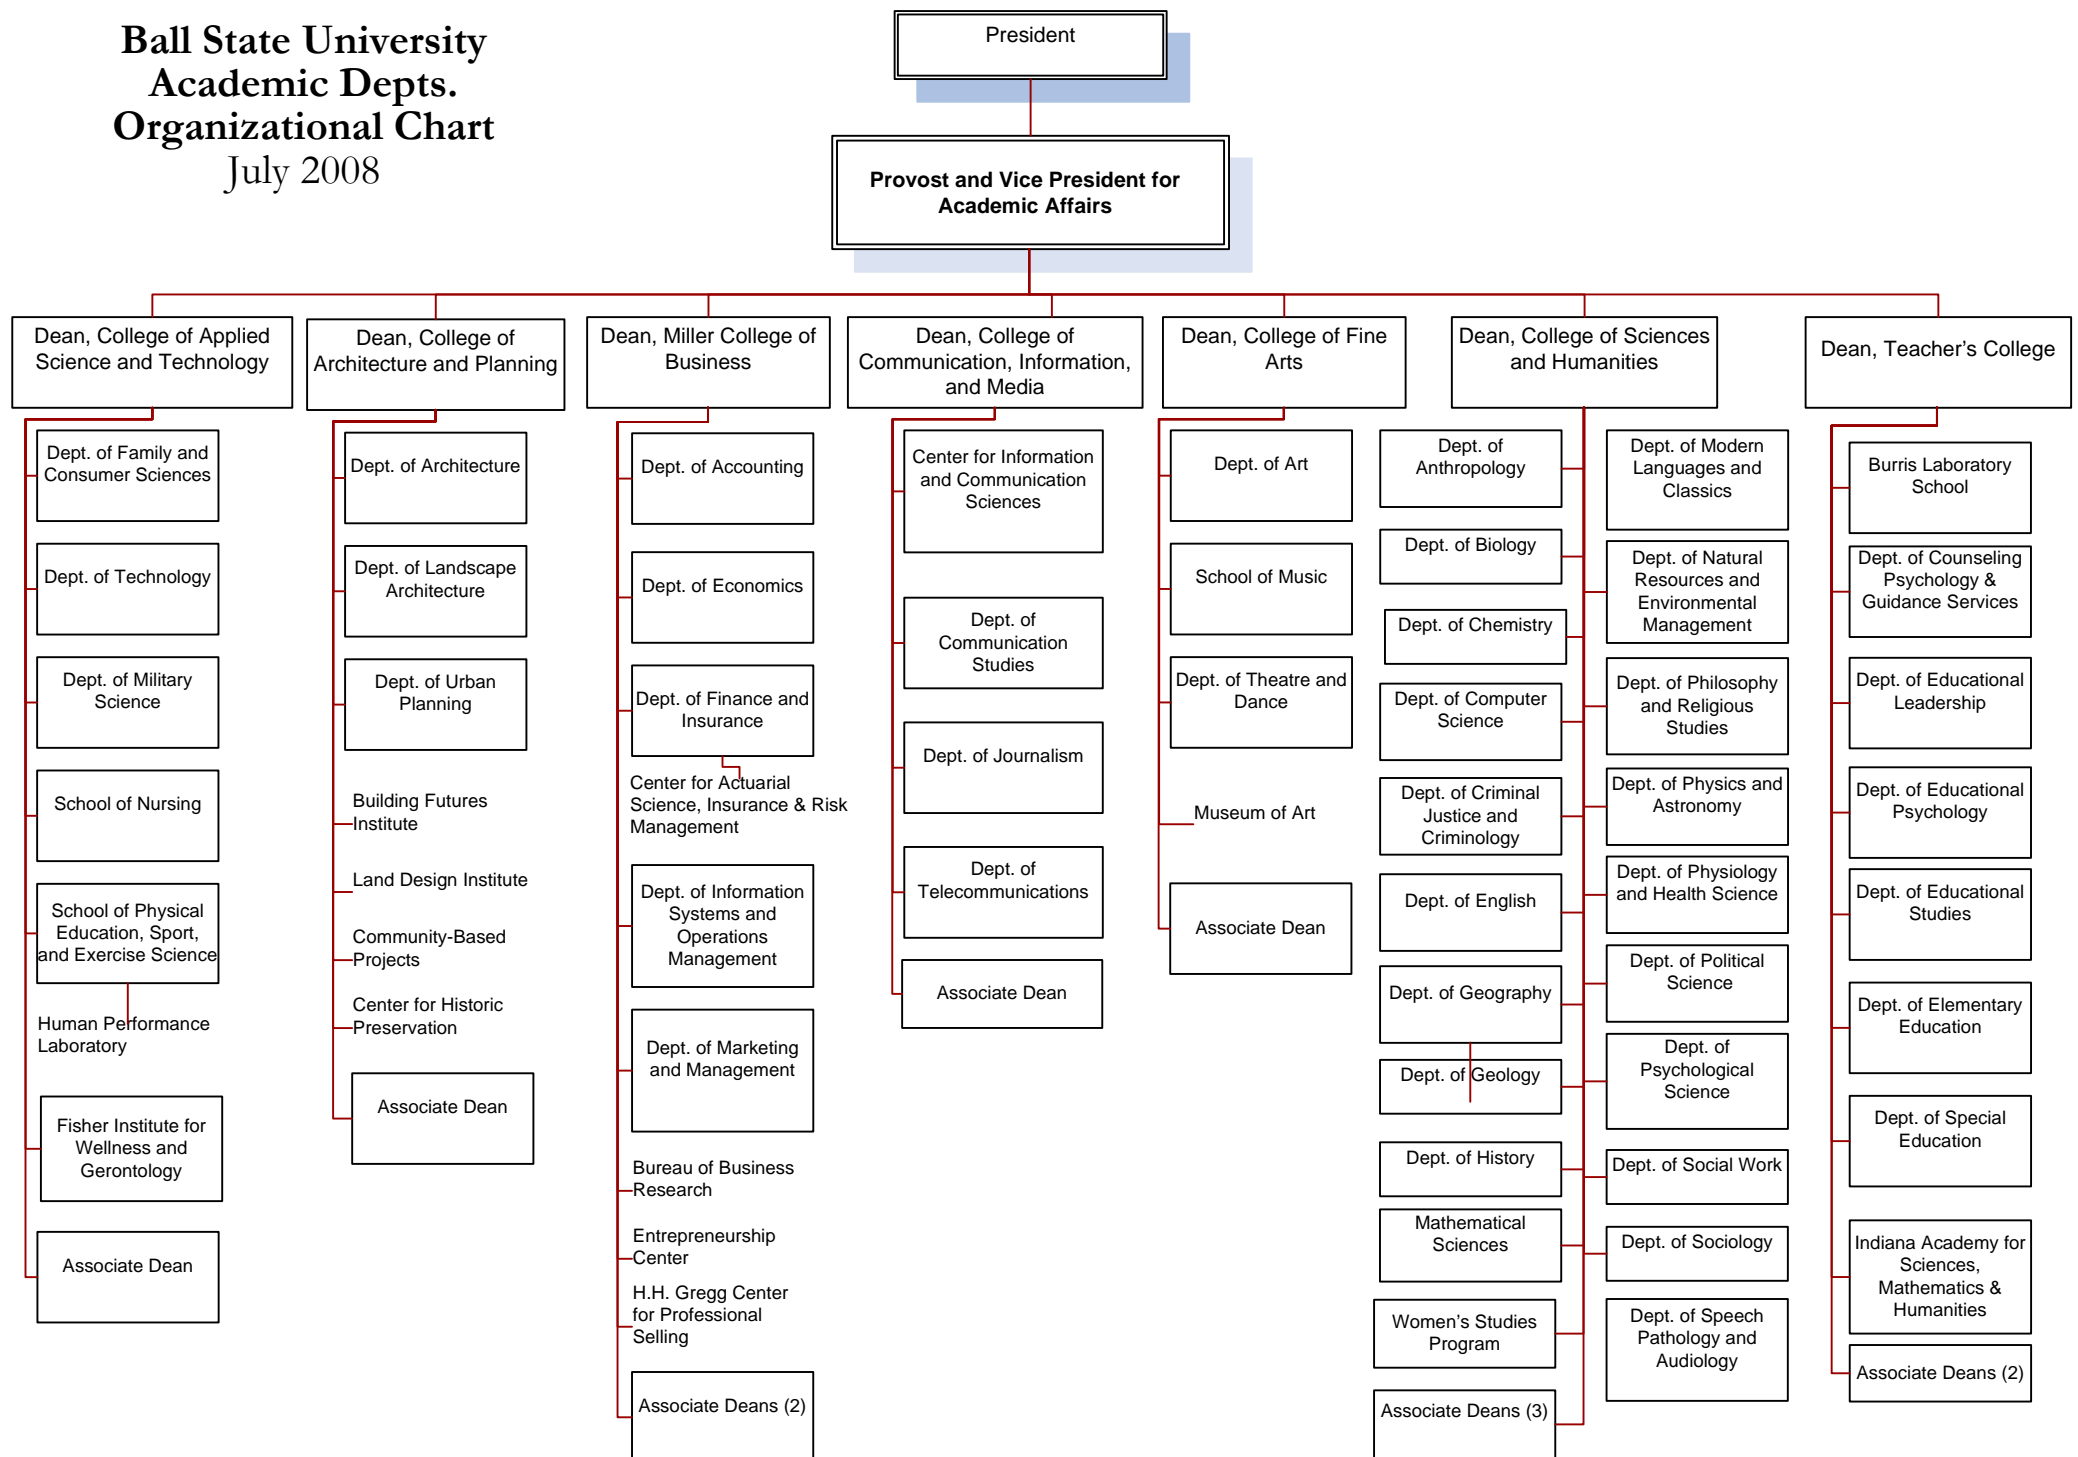 Ball State University
Academic Depts.
Organizational Chart
July 2008
President
Provost and Vice President for
Academic Affairs
Dean, College of Applied
Science and Technology
Dept. of Family and
Consumer Sciences
Dept. of Technology
Dept. of Military
Science
School of Nursing
School of Physical
Education, Sport,
and Exercise Science
Human Performance
Laboratory
Fisher Institute for
Wellness and
Gerontology
Associate Dean
Dean, College of
Architecture and Planning
Dept. of Architecture
Dept. of Landscape
Architecture
Dept. of Urban
Planning
Building Futures
Institute
Land Design Institute
Community-Based
Projects
Center for Historic
Preservation
Associate Dean
Dean, Miller College of
Business
Dept. of Accounting
Dept. of Economics
Dept. of Finance and
Insurance
Center for Actuarial
Science, Insurance & Risk
Management
Dept. of Information
Systems and
Operations
Management
Dept. of Marketing
and Management
Bureau of Business
Research
Entrepreneurship
Center
H.H. Gregg Center
for Professional
Selling
Associate Deans (2)
Dean, College of
Communication, Information,
and Media
Center for Information
and Communication
Sciences
Dept. of
Communication
Studies
Dept. of Journalism
Dept. of
Telecommunications
Associate Dean
Dean, College of Fine
Arts
Dept. of Art
School of Music
Dept. of Theatre and
Dance
Museum of Art
Associate Dean
Dean, College of Sciences
and Humanities
Dept. of
Anthropology
Dept. of Biology
Dept. of Chemistry
Dept. of Computer
Science
Dept. of Criminal
Justice and
Criminology
Dept. of English
Dept. of Geography
Dept. of Geology
Dept. of History
Mathematical
Sciences
Women's Studies
Program
Associate Deans (3)
Dept. of Modern
Languages and
Classics
Dept. of Natural
Resources and
Environmental
Management
Dept. of Philosophy
and Religious
Studies
Dept. of Physics and
Astronomy
Dept. of Physiology
and Health Science
Dept. of Political
Science
Dept. of
Psychological
Science
Dept. of Social Work
Dept. of Sociology
Dept. of Speech
Pathology and
Audiology
Dean, Teacher's College
Burris Laboratory
School
Dept. of Counseling
Psychology &
Guidance Services
Dept. of Educational
Leadership
Dept. of Educational
Psychology
Dept. of Educational
Studies
Dept. of Elementary
Education
Dept. of Special
Education
Indiana Academy for
Sciences,
Mathematics &
Humanities
Associate Deans (2)